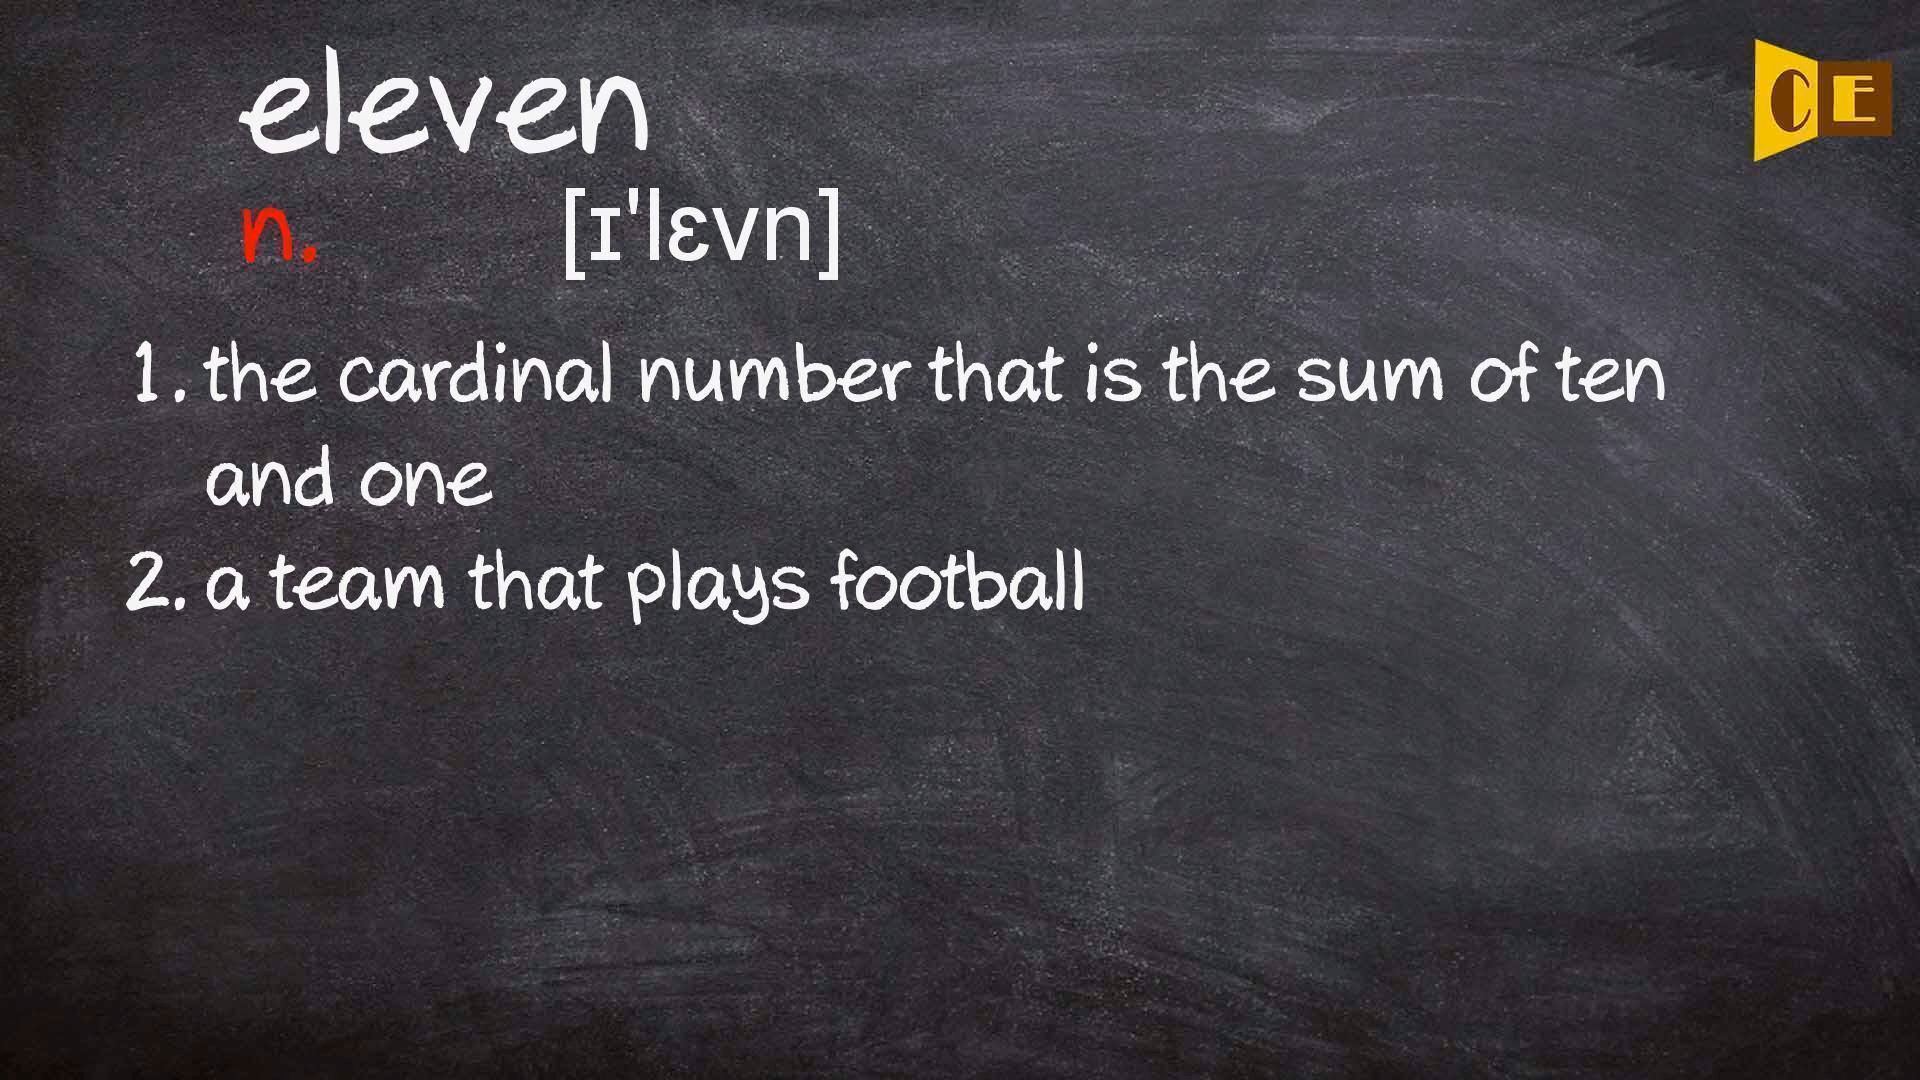 eleven
CE
n. [ɪ'lɛvn]
1. the cardinal number that is the sum of ten
and one
2. a team that plays football